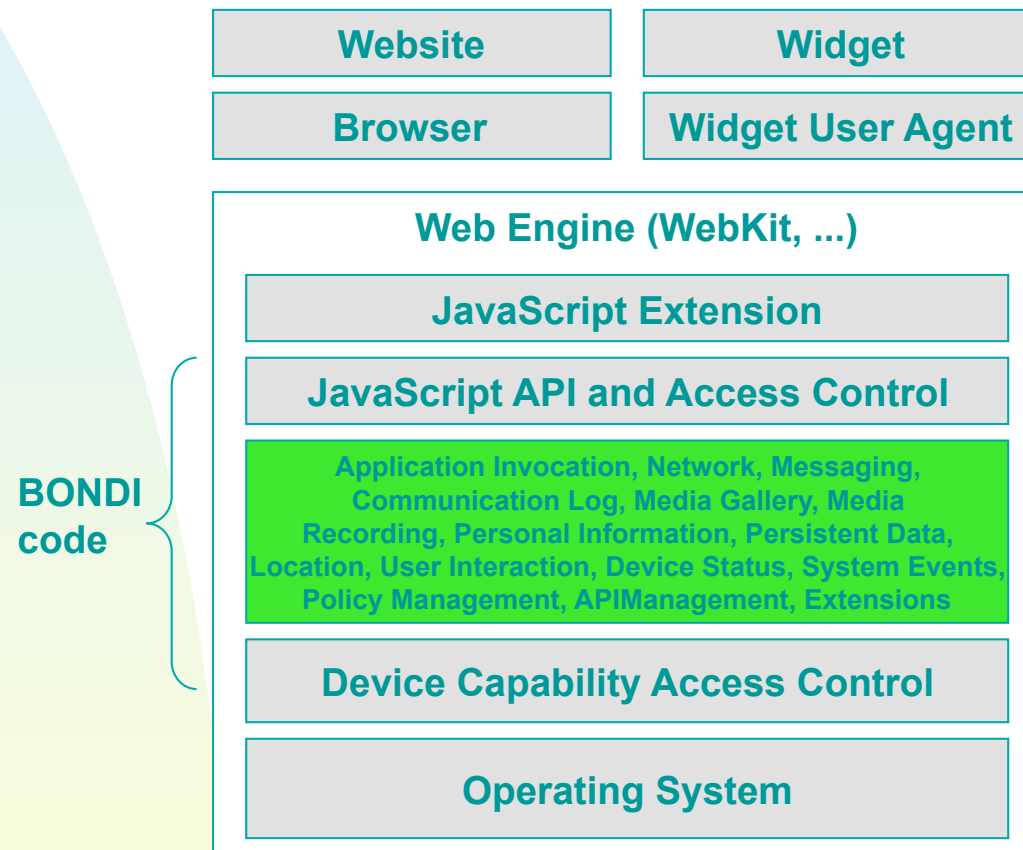 Website
Widget
Browser
Widget User Agent
Web Engine (WebKit, ...)
JavaScript Extension
JavaScript API and Access Control
BONDI
code
Application Invocation, Network, Messaging,
Communication Log, Media Gallery, Media
Recording, Personal Information, Persistent Data,
Location, User Interaction, Device Status, System Events,
Policy Management, APIManagement, Extensions
Device Capability Access Control
Operating System